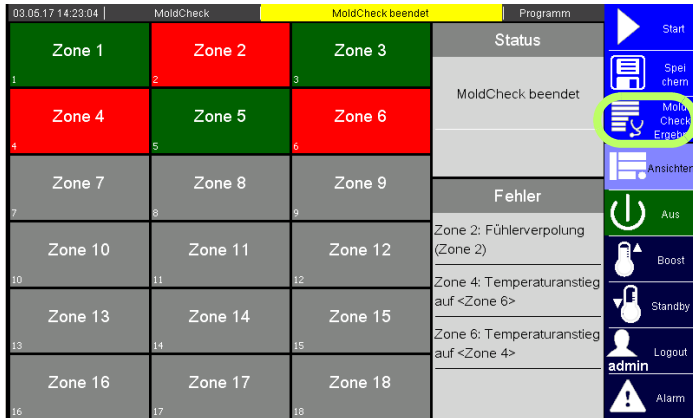 03.05.17 14:23:04
MoldCheck
MoldCheck beendet
Programm
Zone 1
1
Zone 2
2
Zone 3
3
Zone 4
4
Zone 5
5
Zone 6
6
Zone 7
7
Zone 8
8
Zone 9
9
Zone 10
10
Zone 11
11
Zone 12
12
Zone 13
13
Zone 14
14
Zone 15
15
Zone 16
16
Zone 17
17
Zone 18
18
Status
MoldCheck beendet
Fehler
Zone 2: Fühlerverpolung
(Zone 2)
Zone 4: Temperaturanstieg
auf <Zone 6>
Zone 6: Temperaturanstieg
auf <Zone 4>
Start
Spei
chern
Mold
Check
Ergebn
Ansichten
Aus
Boost
Standby
Logout
admin
Alarm